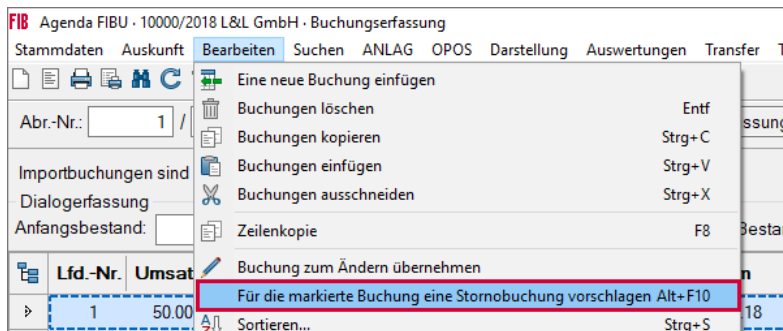 FIB Agenda FIBU · 10000/2018 L&L GmbH · Buchungserfassung
Stammdaten Auskunft Bearbeiten Suchen ANLAG OPOS Darstellung Auswertungen Transfer
Eine neue Buchung einfügen
Buchungen löschen Entf
Abr.-Nr.: 1 /
Buchungen kopieren Strg+C
Importbuchungen sind
Buchungen einfügen Strg+V
Dialogerfassung
Buchungen ausschneiden Strg+X
Anfangsbestand:
Zeilenkopie F8
Lfd.-Nr.
Buchung zum Ändern übernehmen
Für die markierte Buchung eine Stornobuchung vorschlagen Alt+F10
1 50.00 18
Sortieren... Strg+S